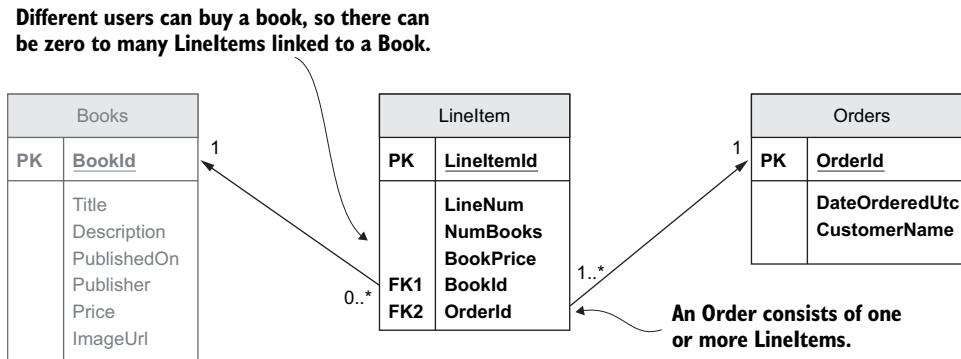 Different users can buy a book, so there can
be zero to many LineItems linked to a Book.
Books
PK BookId
Title
Description
PublishedOn
Publisher
Price
ImageUrl
1
0..*
LineItem
PK LineItemId
LineNum
NumBooks
BookPrice
FK1 BookId
FK2 OrderId
1..*
1
Orders
PK OrderId
DateOrderedUtc
CustomerName
An Order consists of one
or more LineItems.